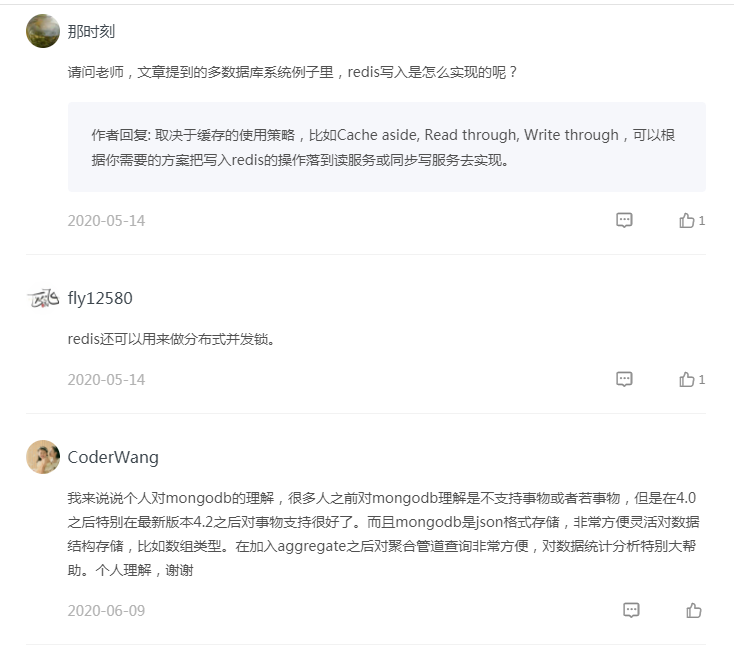 那时刻
请问老师，文章提到的多数据库系统例子里，redis写入是怎么实现的呢？
作者回复: 取决于缓存的使用策略，比如Cache aside, Read through, Write through，可以根
据你需要的方案把写入redis的操作落到读服务或同步写服务去实现。
2020-05-14
1
fly12580
redis还可以用来做分布式并发锁。
2020-05-14
1
CoderWang
我来说说个人对mongodb的理解，很多人之前对mongodb理解是不支持事物或者若事物，但是在4.0
之后特别在最新版本4.2之后对事物支持很好了。而且mongodb是json格式存储，非常方便灵活对数据
结构存储，比如数组类型。在加入aggregate之后对聚合管道查询非常方便，对数据统计分析特别大帮
助。个人理解，谢谢
2020-06-09